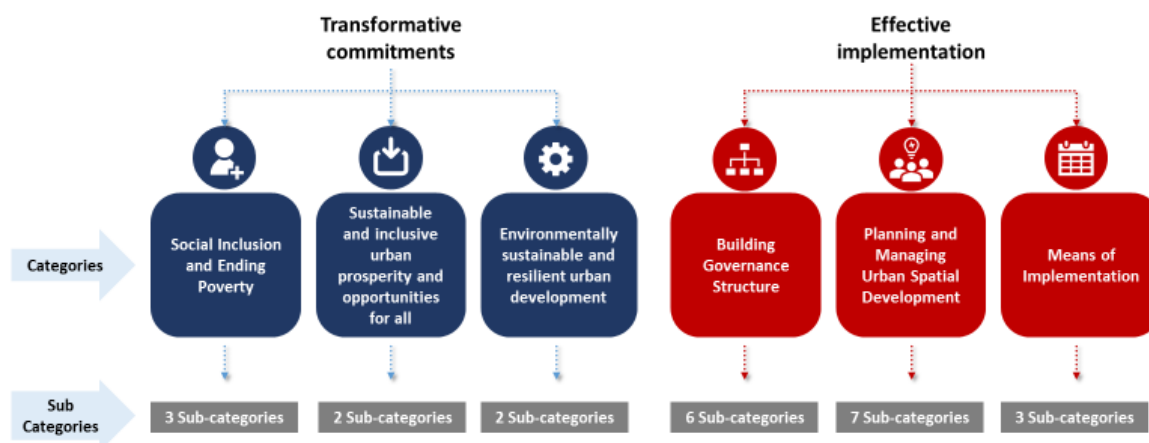 Transformative
commitments
Effective
implementation
Categories
Social Inclusion
and Ending
Poverty
Sustainable
and inclusive
urban
prosperity and
opportunities
for all
Environmentally
sustainable and
resilient urban
development
Building
Governance
Structure
Planning and
Managing
Urban Spatial
Development
Means of
Implementation
Sub
Categories
3 Sub-categories
2 Sub-categories
2 Sub-categories
6 Sub-categories
7 Sub-categories
3 Sub-categories